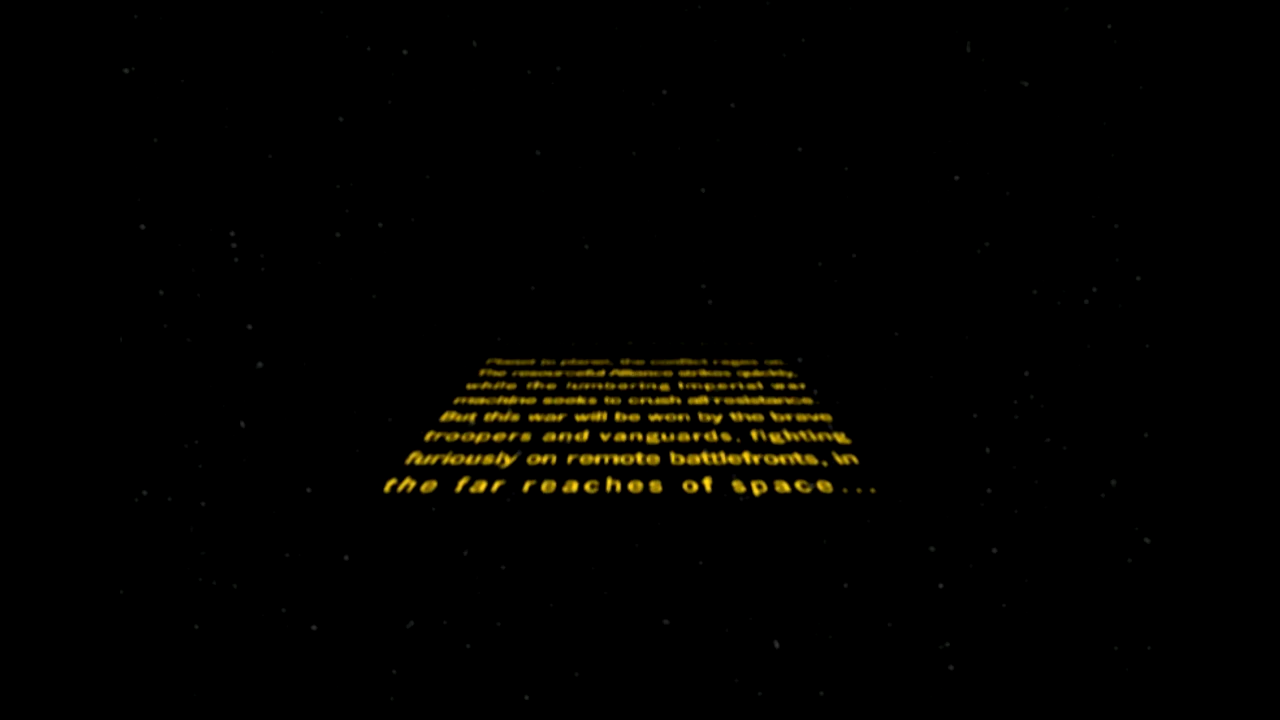 Planet to planet, the conflict rages on.
The resourceful Alliance strikes quickly,
while the lumbering Imperial war
machine seeks to crush all resistance.
But this war will be won by the brave
troopers and vanguards, fighting
furiously on remote battlefronts, in
the far reaches of space...